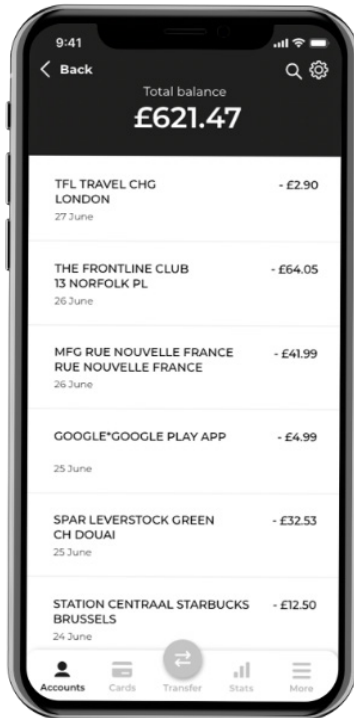 9:41
Back
Total balance
£621.47
TFL TRAVEL CHG - £2.90
LONDON
27 June
THE FRONTLINE CLUB - £64.05
13 NORFOLK PL
26 June
MFG RUE NOUVELLE FRANCE - £41.99
RUE NOUVELLE FRANCE
26 June
GOOGLE*GOOGLE PLAY APP - £4.99
25 June
SPAR LEVERSTOCK GREEN - £32.53
CH DOUAI
25 June
STATION CENTRAAL STARBUCKS - £12.50
BRUSSELS
24 June
Accounts Cards Transfer Stats More